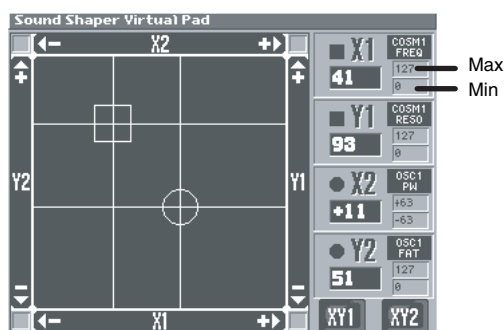 Sound Shaper Virtual Pad
X2
Y2
Y1
X1
X1
41
COSM1
FREQ
127
0
Max
Min
Y1
93
COSM1
RESO
127
0
X2
+11
OSC1
PW
+63
-63
Y2
51
OSC1
FAT
127
0
XY1
XY2